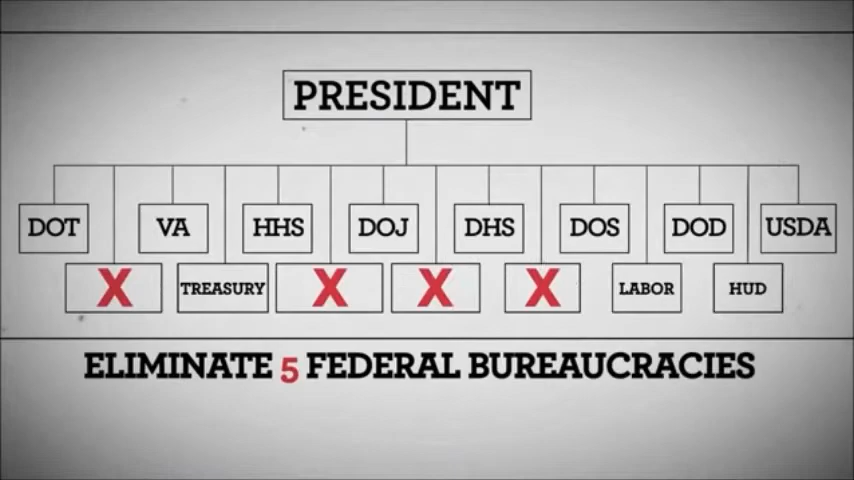 PRESIDENT
DOT VA HHS DOJ DHS DOS DOD USDA
X TREASURY X X X LABOR HUD
ELIMINATE 5 FEDERAL BUREAUCRACIES